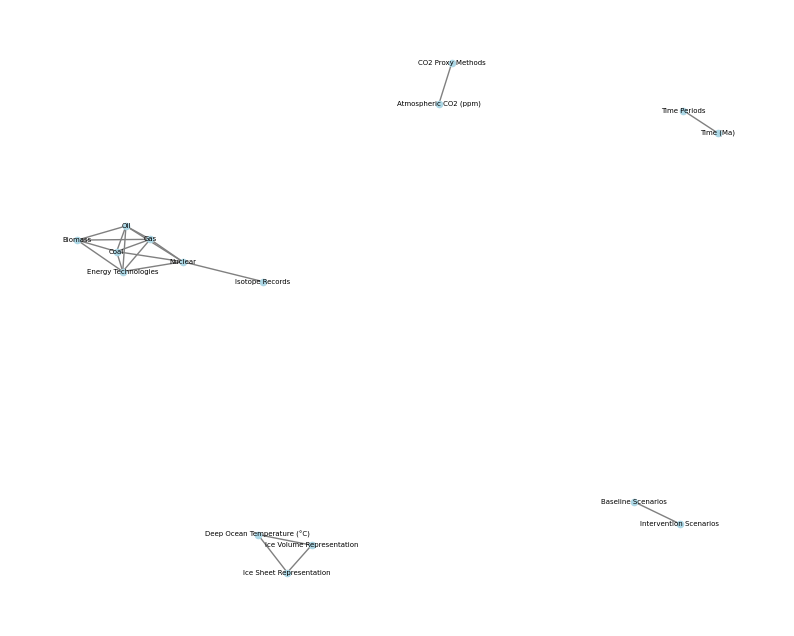 CO2 Proxy Methods
Atmospheric CO2 (ppm)
Time Periods
Time (Ma)
Oil
Biomass
Gas
Coal
Nuclear
Energy Technologies
Isotope Records
Baseline Scenarios
Intervention Scenarios
Deep Ocean Temperature (°C)
Ice Volume Representation
Ice Sheet Representation